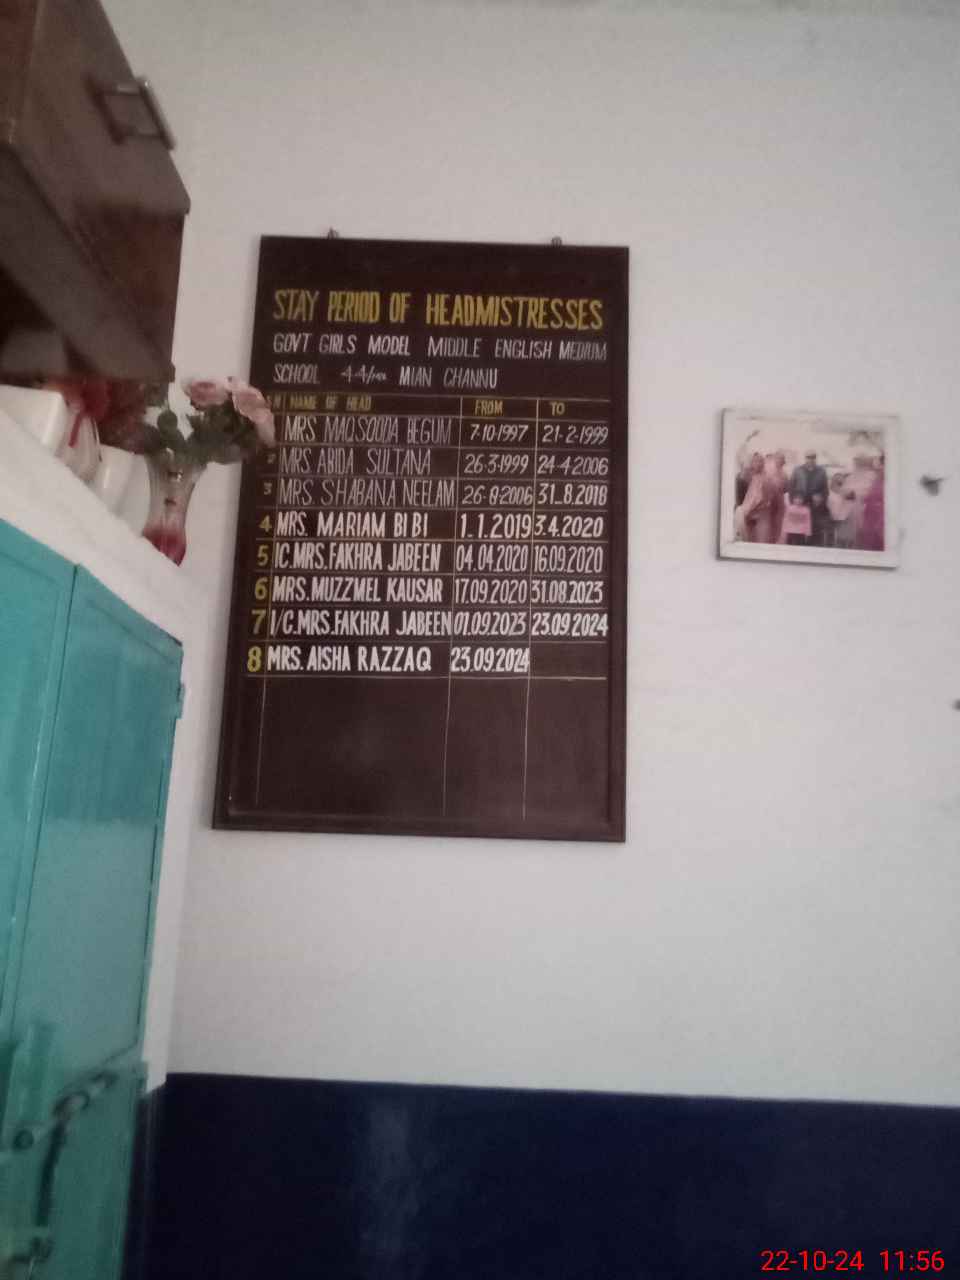 STAY PERIOD OF HEADMISTRESSES
GOVT GIRLS MODEL MIDDLE ENGLISH MEDIUM
SCHOOL MIAN CHANNU
# NAME OF HEAD FROM TO
MRS MAQSOODA BEGUM 7-10-1997 21-2-1999
2 MRS ABIDA SULTANA 26-3-1999 24-4-2006
3 MRS. SHABANA NEELAM 26-8-2006 31.8.2018
4 MRS. MARIAM BIBI 1.1.2019 3.4.2020
5 IC.MRS.FAKHRA JABEEN 04.04.2020 16.09.2020
6 MRS.MUZZMEL KAUSAR 17.09.2020 31.08.2023
7 I/C.MRS.FAKHRA JABEEN 01.09.2023 23.09.2024
8 MRS. AISHA RAZZAQ 23.09.2024
22-10-24 11:56